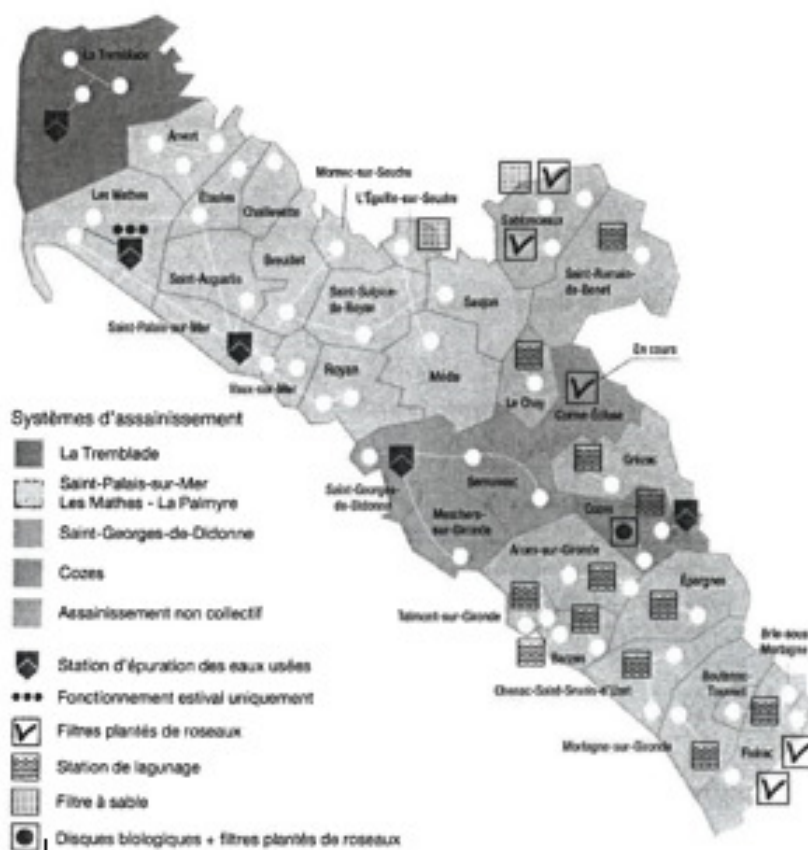 La Tremblade
Arvert
Les Mathes
Étaules
Chaillevette
Mornac-sur-Seudre
L'Éguille-sur-Seudre
Sablonceaux
Saint-Romain-
de-Benet
Breuillet
Saint-Augustin
Saint-Sulpice-
de-Royan
Saujon
Saint-Palais-sur-Mer
Vaux-sur-Mer
Royan
Médis
Le Chay
En cours
Corme-Écluse
Grézac
Saint-Georges-
de-Didonne
Semussac
Cozes
Meschers-
sur-Gironde
Arces-sur-Gironde
Épargnes
Talmont-sur-Gironde
Barzan
Brie-sous-
Mortagne
Chenac-Saint-Seurin-d'Uzet
Boutenac-
Touvent
Mortagne-sur-Gironde
Floirac
Systèmes d'assainissement
La Tremblade
Saint-Palais-sur-Mer
Les Mathes - La Palmyre
Saint-Georges-de-Didonne
Cozes
Assainissement non collectif
Station d'épuration des eaux usées
Fonctionnement estival uniquement
Filtres plantés de roseaux
Station de lagunage
Filtre à sable
Disques biologiques + filtres plantés de roseaux